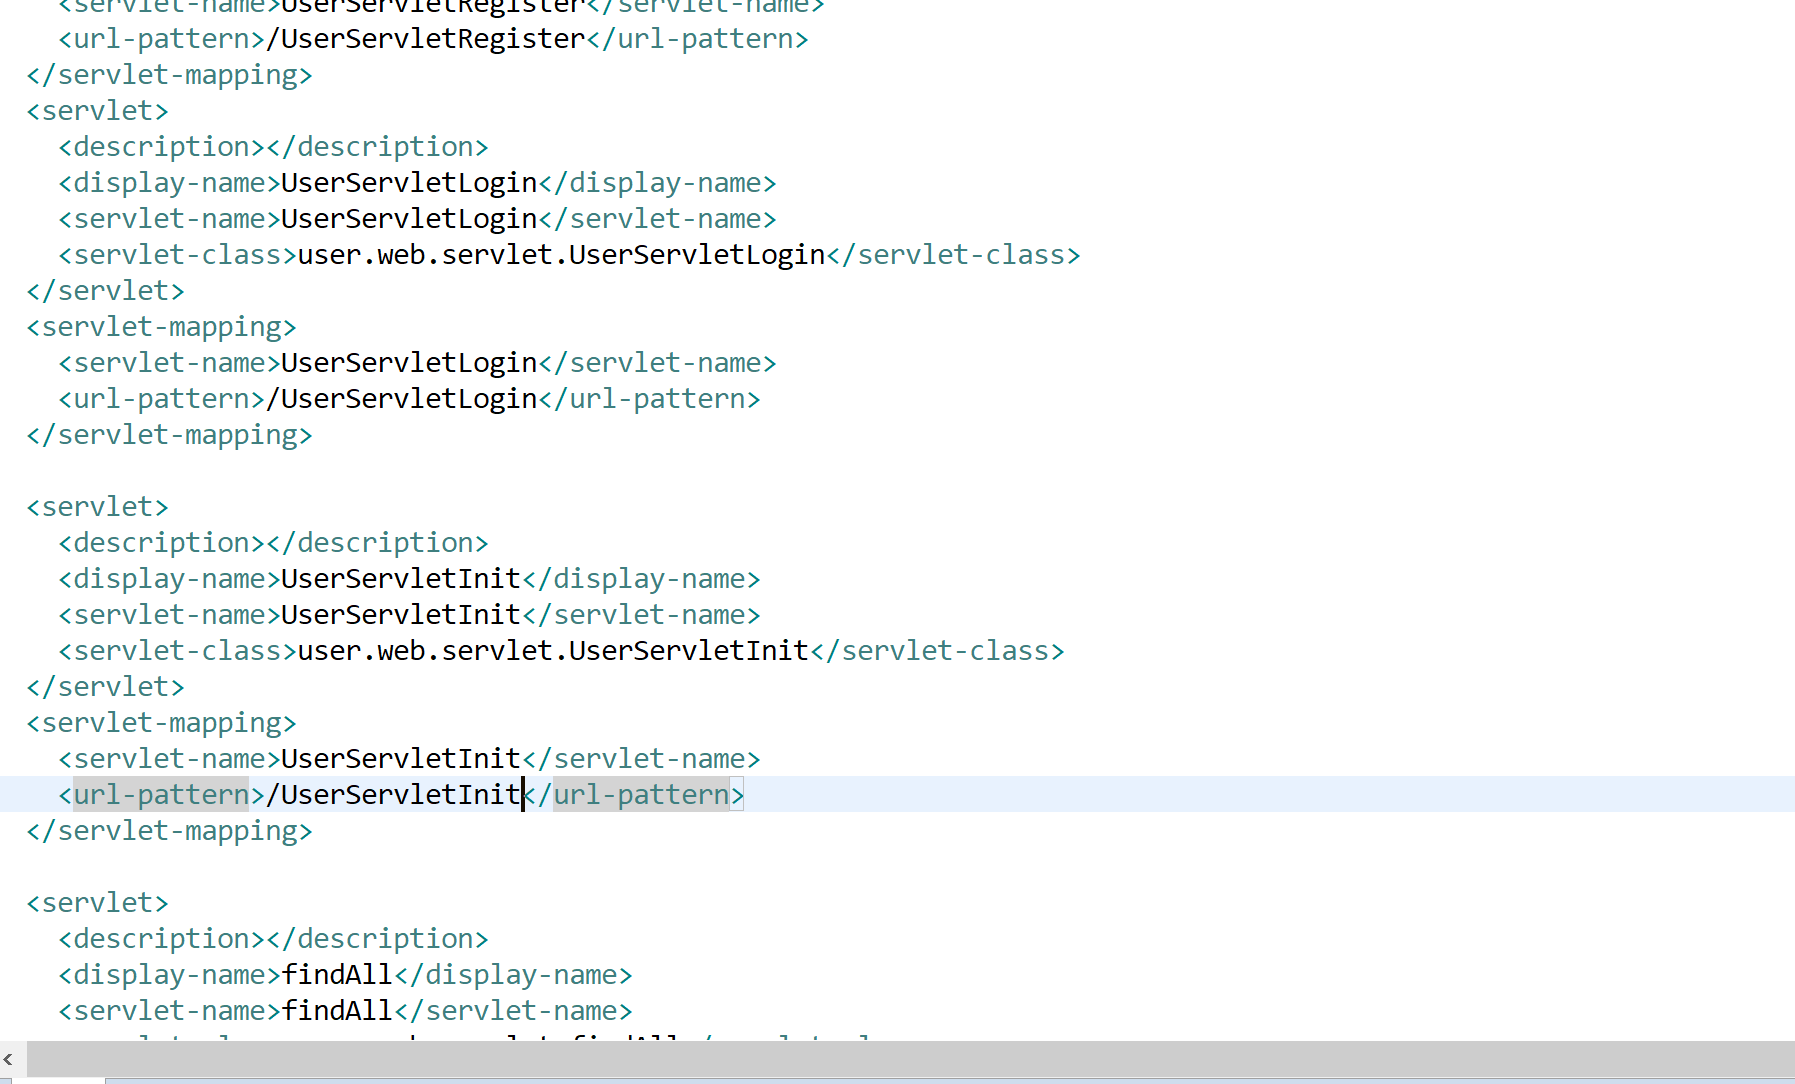 <servlet-name>UserServletRegister</servlet-name>
<url-pattern>/UserServletRegister</url-pattern>
</servlet-mapping>
<servlet>
<description></description>
<display-name>UserServletLogin</display-name>
<servlet-name>UserServletLogin</servlet-name>
<servlet-class>user.web.servlet.UserServletLogin</servlet-class>
</servlet>
<servlet-mapping>
<servlet-name>UserServletLogin</servlet-name>
<url-pattern>/UserServletLogin</url-pattern>
</servlet-mapping>
<servlet>
<description></description>
<display-name>UserServletInit</display-name>
<servlet-name>UserServletInit</servlet-name>
<servlet-class>user.web.servlet.UserServletInit</servlet-class>
</servlet>
<servlet-mapping>
<servlet-name>UserServletInit</servlet-name>
<url-pattern>/UserServletInit</url-pattern>
</servlet-mapping>
<servlet>
<description></description>
<display-name>findAll</display-name>
<servlet-name>findAll</servlet-name>